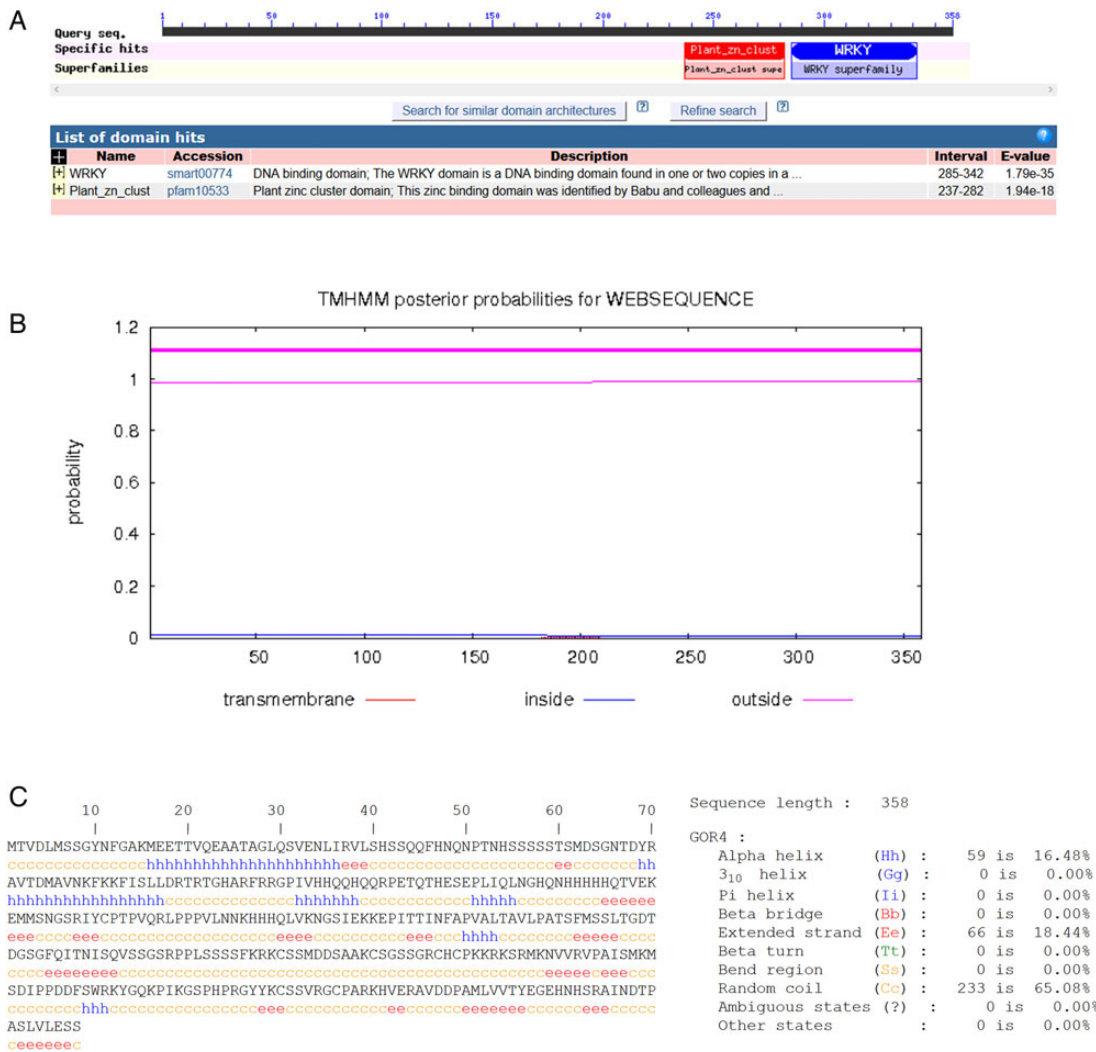 A
1 50 100 150 200 250 300 358
Query seq.
Specific hits
Plant_zn_clust WRKY
Superfamilies
Plant_zn_clust supe WRKY superfamily
Search for similar domain architectures ? Refine search ?
List of domain hits ?
+ Name Accession Description Interval E-value
[+] WRKY smart00774 DNA binding domain; The WRKY domain is a DNA binding domain found in one or two copies in a ... 285-342 1.79e-35
[+] Plant_zn_clust pfam10533 Plant zinc cluster domain; This zinc binding domain was identified by Babu and colleagues and ... 237-282 1.94e-18
B
TMHMM posterior probabilities for WEBSEQUENCE
1.2
1
0.8
0.6
0.4
0.2
0
probability
50 100 150 200 250 300 350
transmembrane inside outside
C
10 20 30 40 50 60 70
MTVDLMSSGYNFGAKMEETTVQEAATAGLQSVENLIRVLSHSSQQFHNQNPTNHSSSSSTSMDSGNTDYR
ccccccccccccccchhhhhhhhhhhhhhhhhhhhheeecccccccccccccccccccceeccccccchh
AVTDMAVNKFKKFISLLDRTRTGHARFRRGPIVHHQQHQQRPETQTHESEPLIQLNGHQNHHHHHQTVEK
hhhhhhhhhhhhhhhhhcccccccccccccchhhhhhhcccccccccccchhhhhccccccccceeeeee
EMMSNGSRIYCPTPVQRLPPPVLNNKHHHQLVKNGSIEKKEPITTINFAPVALTAVLPATSFMSSLTGDT
eeecccceeeccccccccccccccccccceeeecccccccccceeeccchhhhcccccccceeeeecccc
DGSGFQITNISQVSSGSRPPLSSSSFKRKCSSMDDSAAKCSGSSGRCHCPKKRKSRMKNVVRVPAISMKM
cccceeeeeeeecccccccccccccccccccccccccccccccccccccccccccccceeeeeceeeccc
SDIPPDDFSWRKYGQKPIKGSPHPRGYYKCSSVRGCPARKHVERAVDDPAMLVVTYEGEHNHSRAINDTP
cccccccchhhcccccccccccccccceeeccccccccccceecccccceeeeeeecccccceeeccccc
ASLVLESS
ceeeeeec
Sequence length : 358
GOR4 :
Alpha helix (Hh) : 59 is 16.48%
3₁₀ helix (Gg) : 0 is 0.00%
Pi helix (Ii) : 0 is 0.00%
Beta bridge (Bb) : 0 is 0.00%
Extended strand (Ee) : 66 is 18.44%
Beta turn (Tt) : 0 is 0.00%
Bend region (Ss) : 0 is 0.00%
Random coil (Cc) : 233 is 65.08%
Ambiguous states (?) : 0 is 0.00%
Other states : 0 is 0.00%